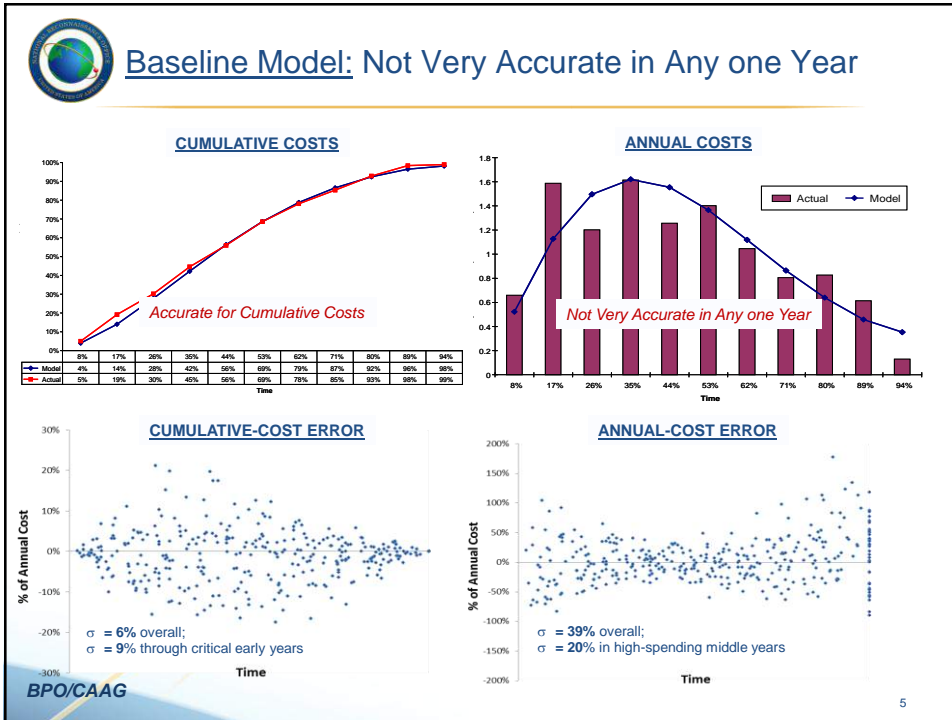 NATIONAL RECONNAISSANCE OFFICE
UNITED STATES OF AMERICA
Baseline Model: Not Very Accurate in Any one Year
CUMULATIVE COSTS
100%
90%
80%
70%
60%
50%
40%
30%
20%
10%
0%
Accurate for Cumulative Costs
8% 17% 26% 35% 44% 53% 62% 71% 80% 89% 94%
Model 4% 14% 28% 42% 56% 69% 79% 87% 92% 96% 98%
Actual 5% 19% 30% 45% 56% 69% 78% 85% 93% 98% 99%
Time
ANNUAL COSTS
1.8
1.6
1.4
1.2
1
0.8
0.6
0.4
0.2
0
Actual Model
Not Very Accurate in Any one Year
8% 17% 26% 35% 44% 53% 62% 71% 80% 89% 94%
Time
CUMULATIVE-COST ERROR
% of Annual Cost
30%
20%
10%
0%
-10%
-20%
-30%
σ = 6% overall;
σ = 9% through critical early years
Time
ANNUAL-COST ERROR
% of Annual Cost
200%
150%
100%
50%
0%
-50%
-100%
-150%
-200%
σ = 39% overall;
σ = 20% in high-spending middle years
Time
BPO/CAAG
5